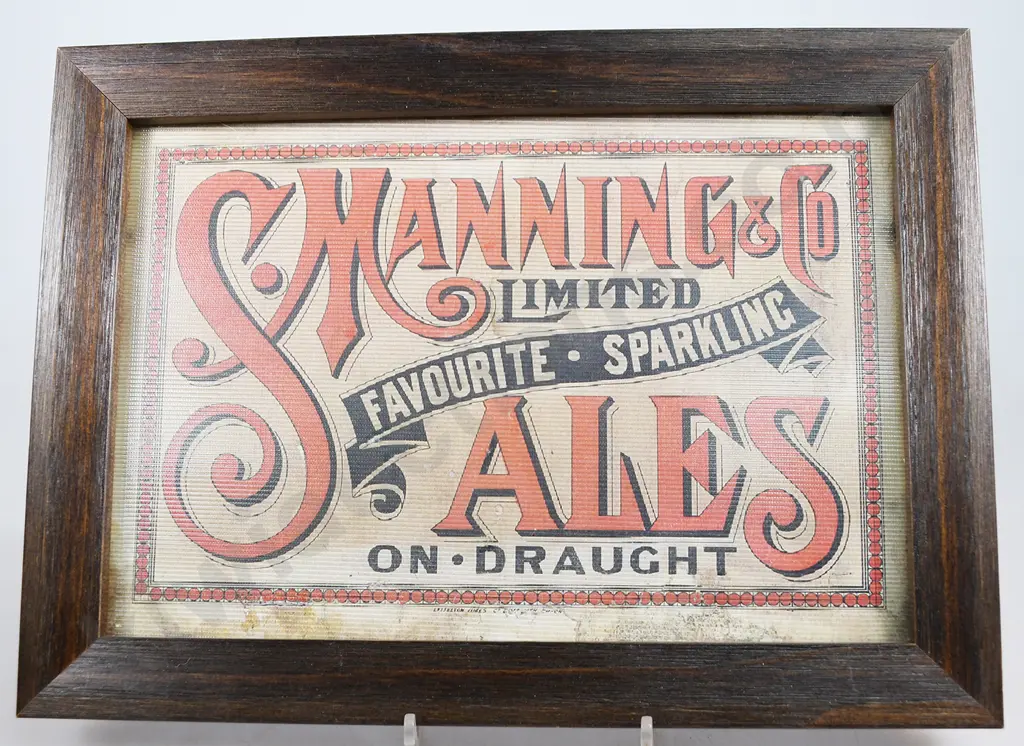 S MANNING & CO
LIMITED
FAVOURITE · SPARKLING
ALES
ON · DRAUGHT